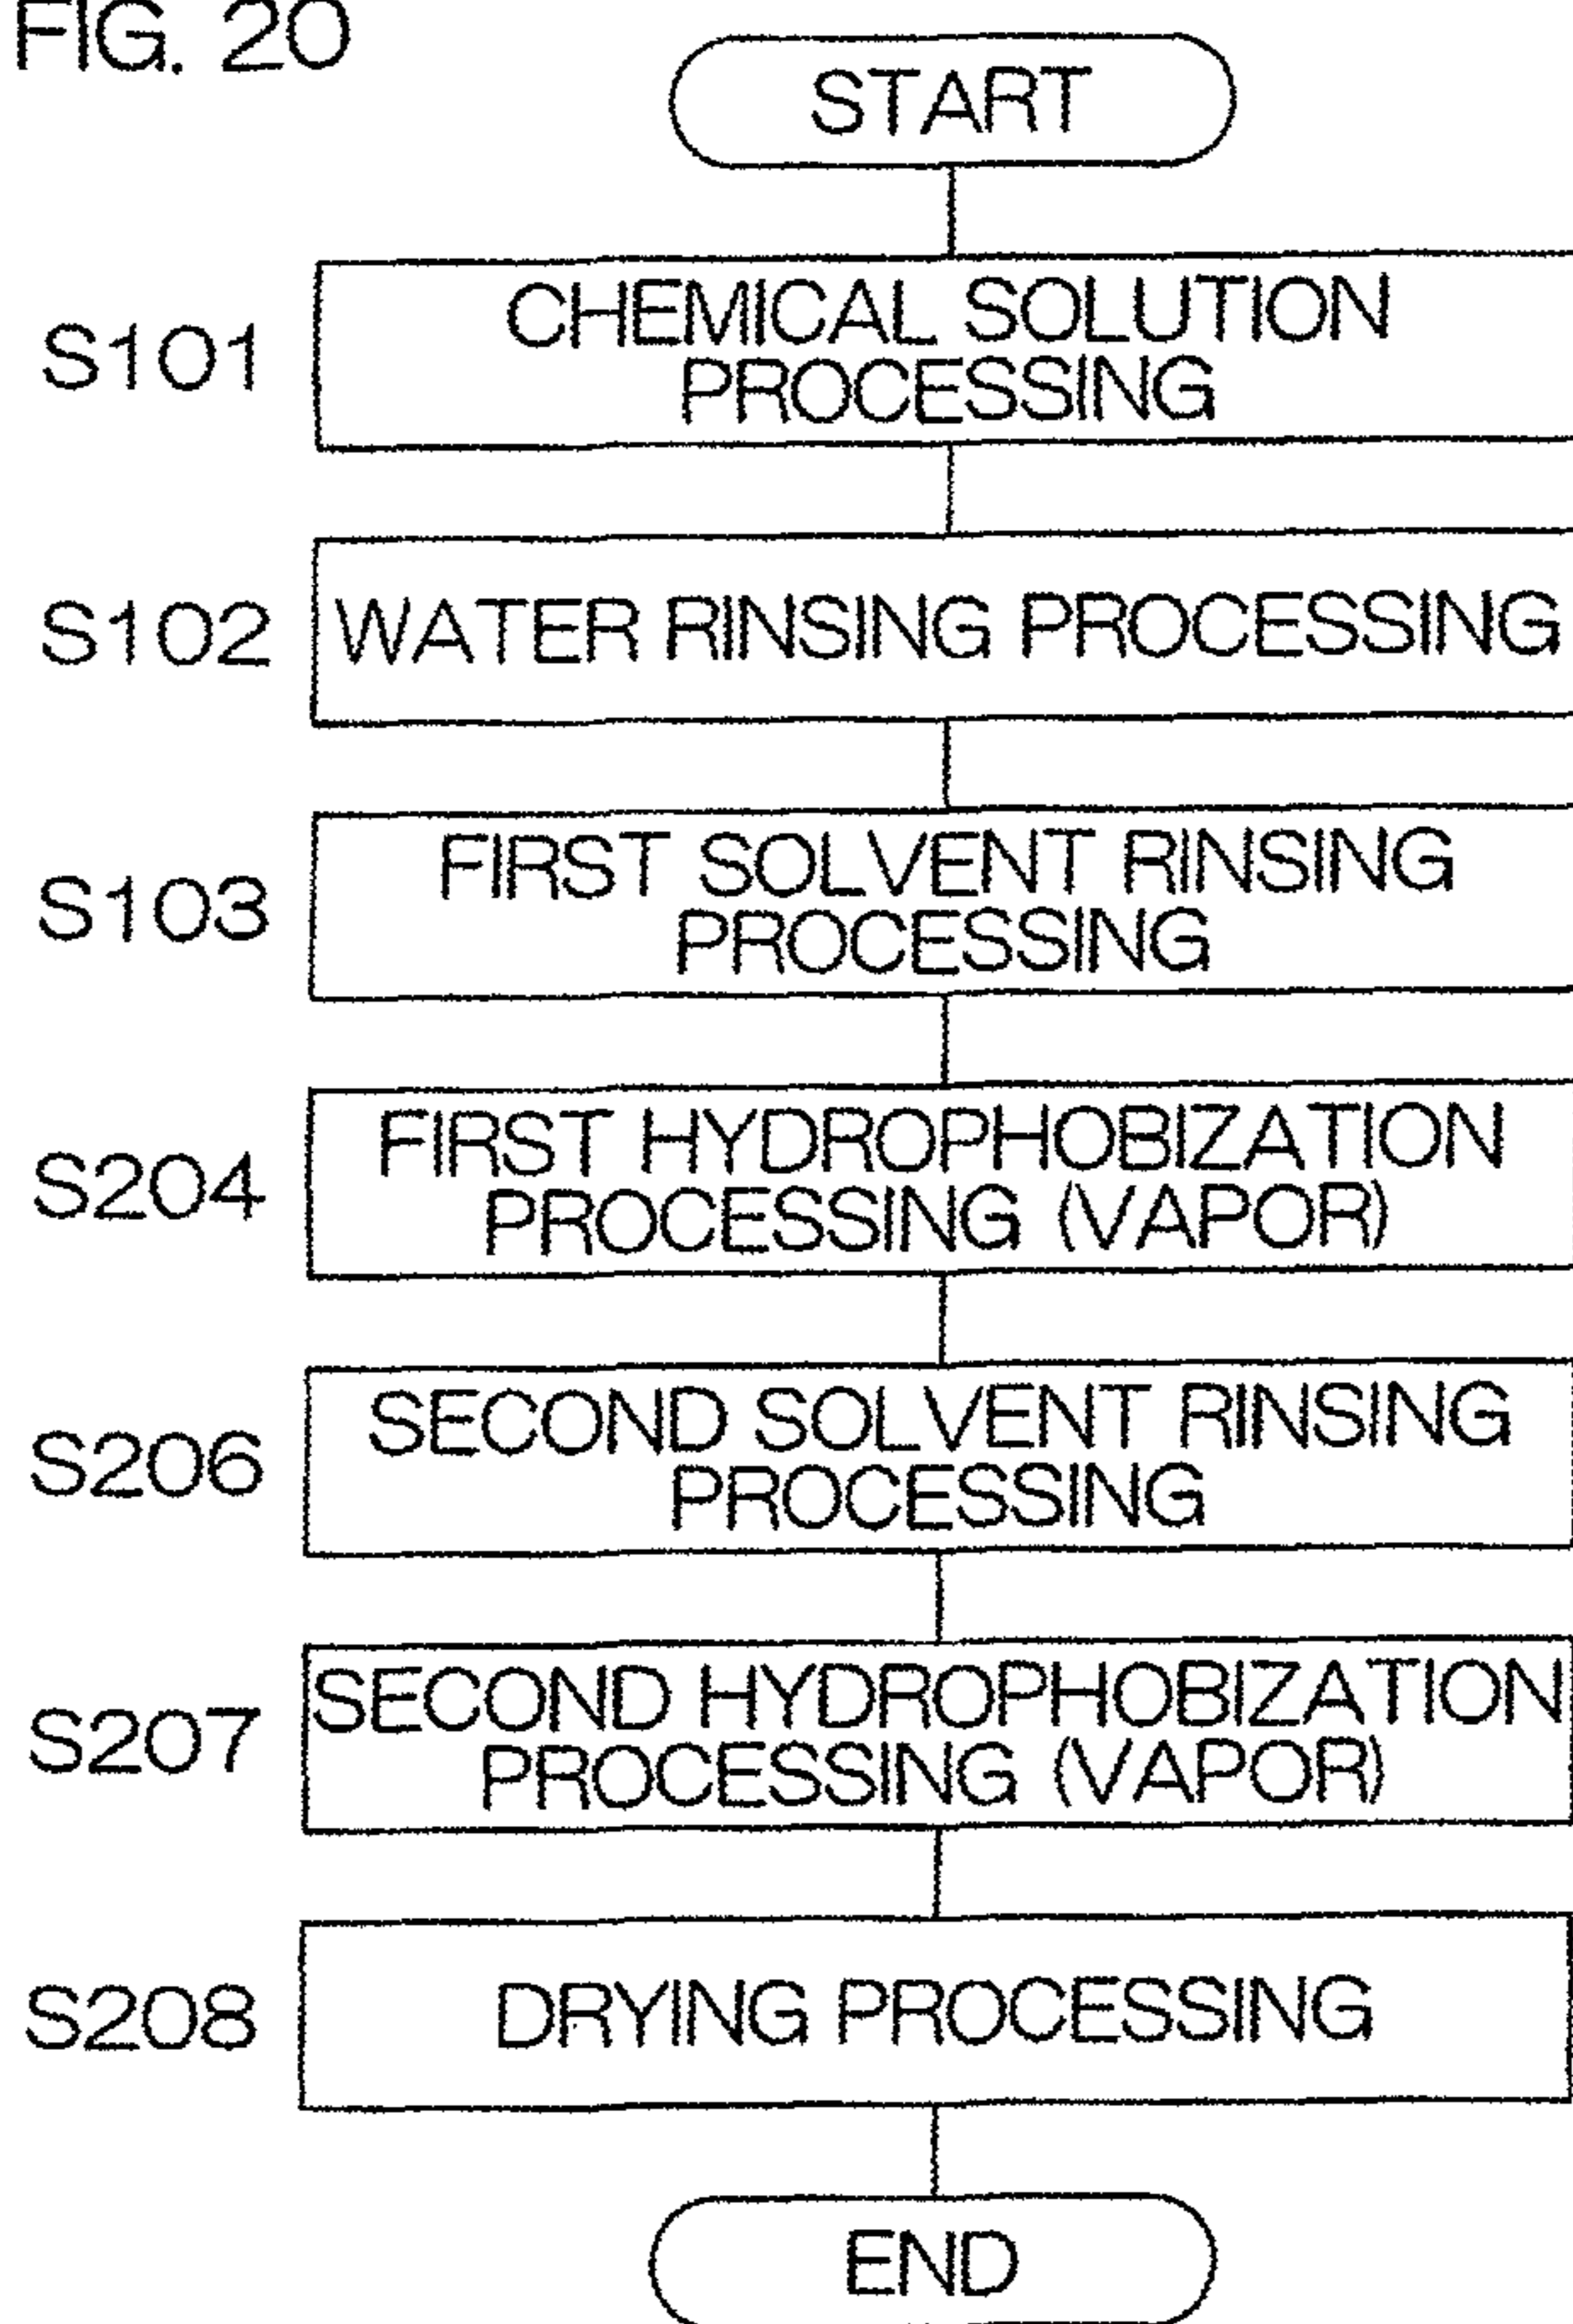 FIG. 20
START
S101
CHEMICAL SOLUTION
PROCESSING
S102
WATER RINSING PROCESSING
S103
FIRST SOLVENT RINSING
PROCESSING
S204
FIRST HYDROPHOBIZATION
PROCESSING (VAPOR)
S206
SECOND SOLVENT RINSING
PROCESSING
S207
SECOND HYDROPHOBIZATION
PROCESSING (VAPOR)
S208
DRYING PROCESSING
END